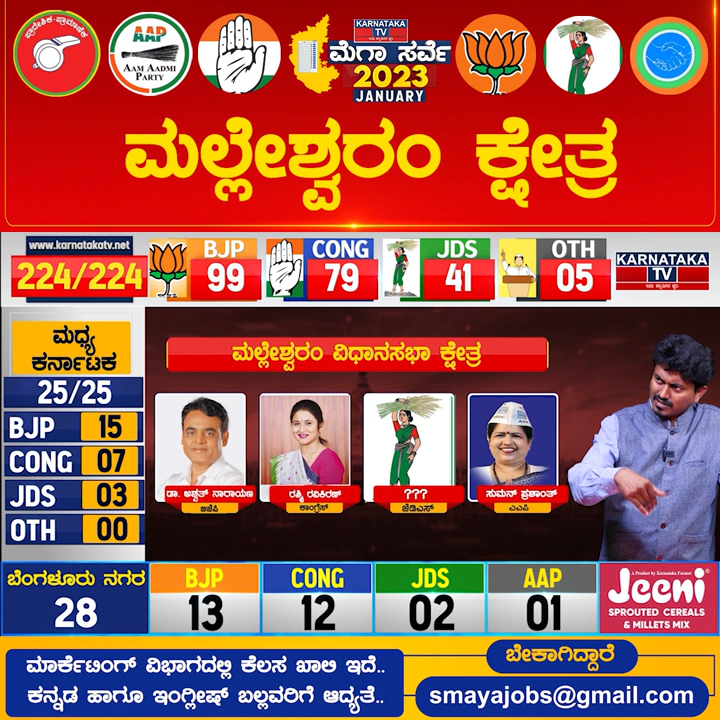 ಪ್ರಾದೇಶಿಕ-ಪ್ರಾಮಾಣಿಕ
AAP
AAM AADMI
PARTY
KARNATAKA
TV
ಮೆಗಾ ಸರ್ವೆ
2023
JANUARY
ಮಲ್ಲೇಶ್ವರಂ ಕ್ಷೇತ್ರ
www.karnatakatv.net
224/224
BJP
99
CONG
79
JDS
41
OTH
05
KARNATAKA
TV
ಮಧ್ಯ
ಕರ್ನಾಟಕ
25/25
BJP 15
CONG 07
JDS 03
OTH 00
ಮಲ್ಲೇಶ್ವರಂ ವಿಧಾನಸಭಾ ಕ್ಷೇತ್ರ
ಡಾ. ಅಶ್ವತ್ ನಾರಾಯಣ
ಬಿಜೆಪಿ
ರಶ್ಮಿ ರವಿಕಿರಣ್
ಕಾಂಗ್ರೆಸ್
???
ಜೆಡಿಎಸ್
ಸುಮನ್ ಪ್ರಶಾಂತ್
ಎಎಪಿ
ಬೆಂಗಳೂರು ನಗರ
28
BJP
13
CONG
12
JDS
02
AAP
01
A Product by Karnataka Farmer
Jeeni
SPROUTED CEREALS
& MILLETS MIX
ಮಾರ್ಕೆಟಿಂಗ್ ವಿಭಾಗದಲ್ಲಿ ಕೆಲಸ ಖಾಲಿ ಇದೆ..
ಕನ್ನಡ ಹಾಗೂ ಇಂಗ್ಲೀಷ್ ಬಲ್ಲವರಿಗೆ ಆದ್ಯತೆ..
ಬೇಕಾಗಿದ್ದಾರೆ
smayajobs@gmail.com